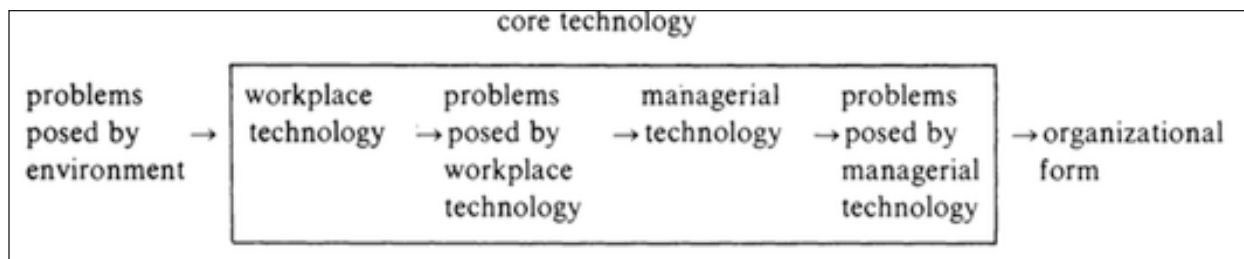 core technology
problems
posed by →
environment
workplace
technology
problems
→ posed by
workplace
technology
managerial
→ technology
problems
→ posed by
managerial
technology
→ organizational
form